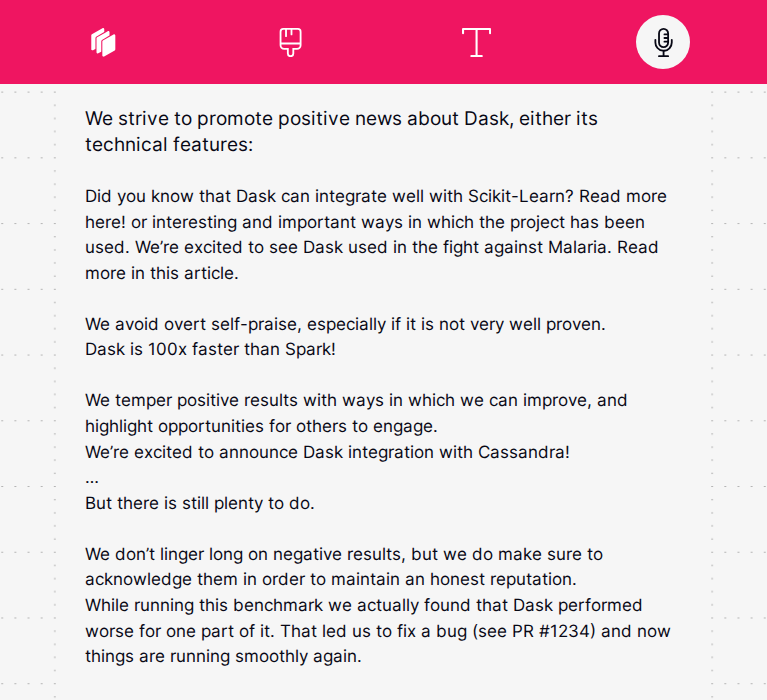 We strive to promote positive news about Dask, either its
technical features:
Did you know that Dask can integrate well with Scikit-Learn? Read more
here! or interesting and important ways in which the project has been
used. We’re excited to see Dask used in the fight against Malaria. Read
more in this article.
We avoid overt self-praise, especially if it is not very well proven.
Dask is 100x faster than Spark!
We temper positive results with ways in which we can improve, and
highlight opportunities for others to engage.
We’re excited to announce Dask integration with Cassandra!
...
But there is still plenty to do.
We don’t linger long on negative results, but we do make sure to
acknowledge them in order to maintain an honest reputation.
While running this benchmark we actually found that Dask performed
worse for one part of it. That led us to fix a bug (see PR #1234) and now
things are running smoothly again.